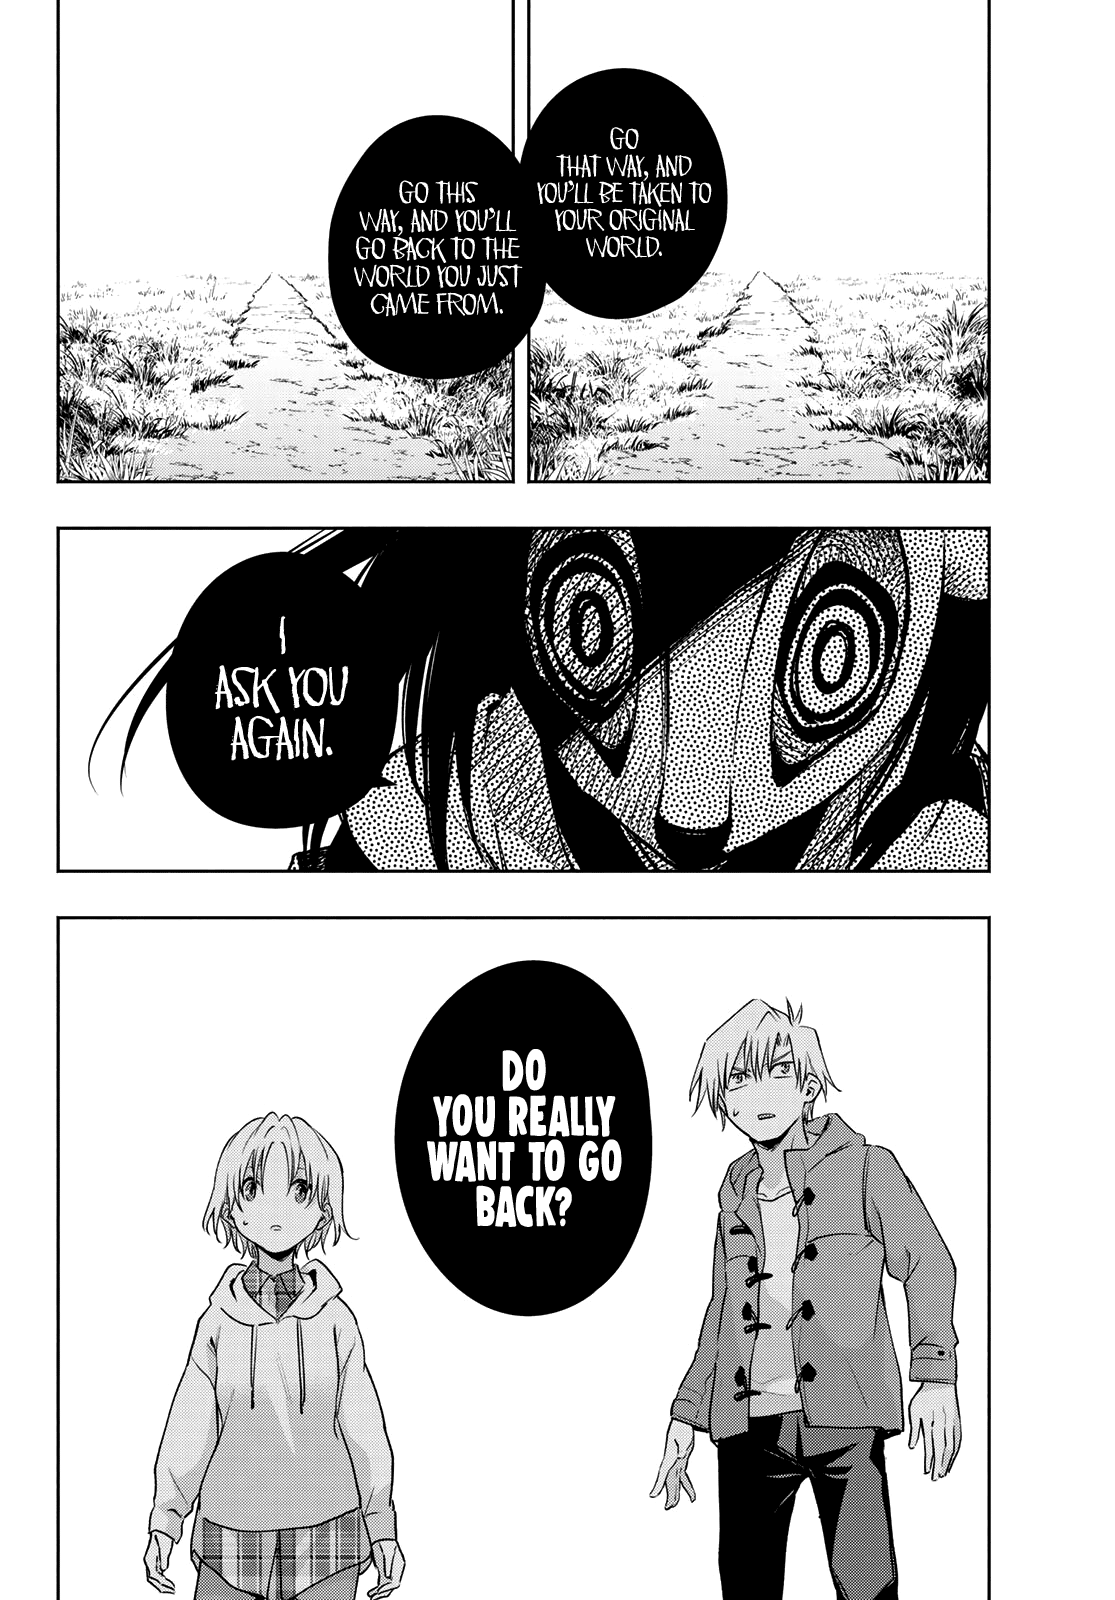 GO
THAT WAY, AND
YOU'LL BE TAKEN TO
YOUR ORIGINAL
WORLD.
GO THIS
WAY, AND YOU'LL
GO BACK TO THE
WORLD YOU JUST
CAME FROM.
I
ASK YOU
AGAIN.
DO
YOU REALLY
WANT TO GO
BACK?